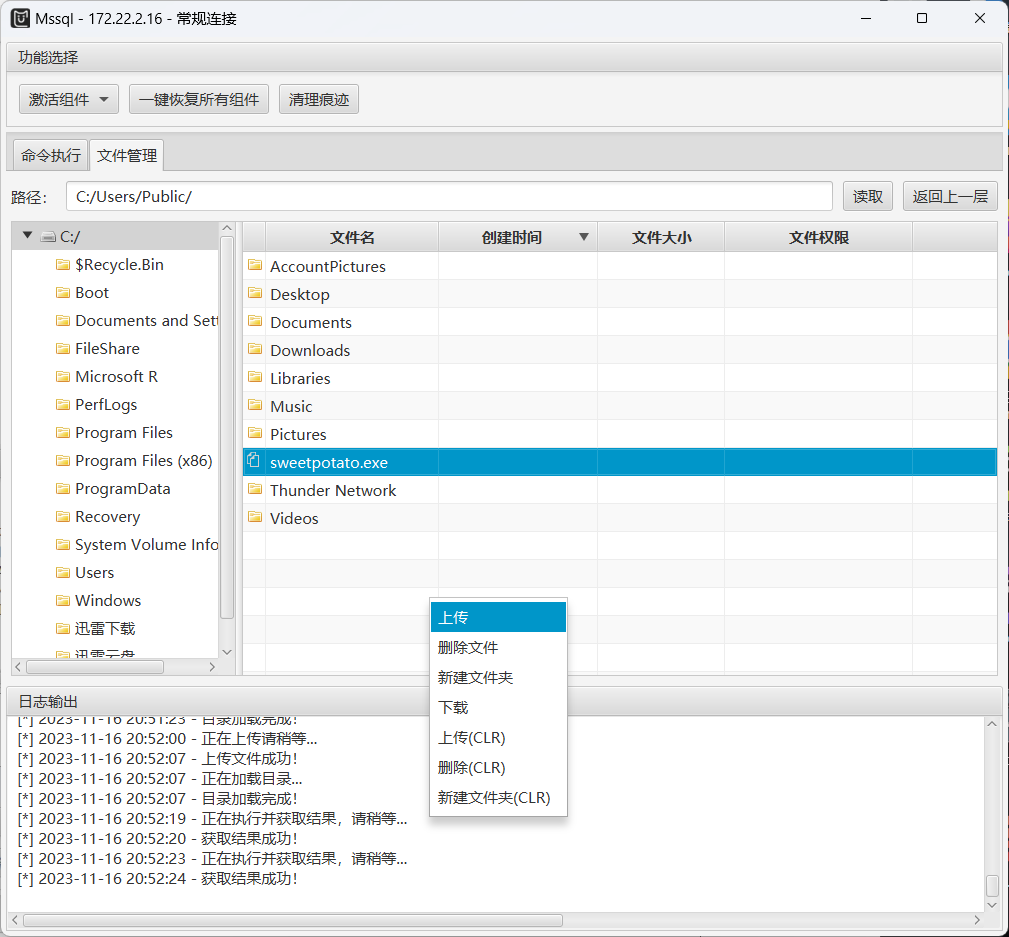 Mssql - 172.22.2.16 - 常规连接
功能选择
激活组件 一键恢复所有组件 清理痕迹
命令执行 文件管理
路径： C:/Users/Public/ 读取 返回上一层
C:/
$Recycle.Bin
Boot
Documents and Sett
FileShare
Microsoft R
PerfLogs
Program Files
Program Files (x86)
ProgramData
Recovery
System Volume Info
Users
Windows
迅雷下载
迅雷云盘
文件名 创建时间 文件大小 文件权限
AccountPictures
Desktop
Documents
Downloads
Libraries
Music
Pictures
sweetpotato.exe
Thunder Network
Videos
上传
删除文件
新建文件夹
下载
上传(CLR)
删除(CLR)
新建文件夹(CLR)
日志输出
[*] 2023-11-16 20:51:23 - 目录加载完成!
[*] 2023-11-16 20:52:00 - 正在上传请稍等...
[*] 2023-11-16 20:52:07 - 上传文件成功!
[*] 2023-11-16 20:52:07 - 正在加载目录...
[*] 2023-11-16 20:52:07 - 目录加载完成!
[*] 2023-11-16 20:52:19 - 正在执行并获取结果，请稍等...
[*] 2023-11-16 20:52:20 - 获取结果成功!
[*] 2023-11-16 20:52:23 - 正在执行并获取结果，请稍等...
[*] 2023-11-16 20:52:24 - 获取结果成功!